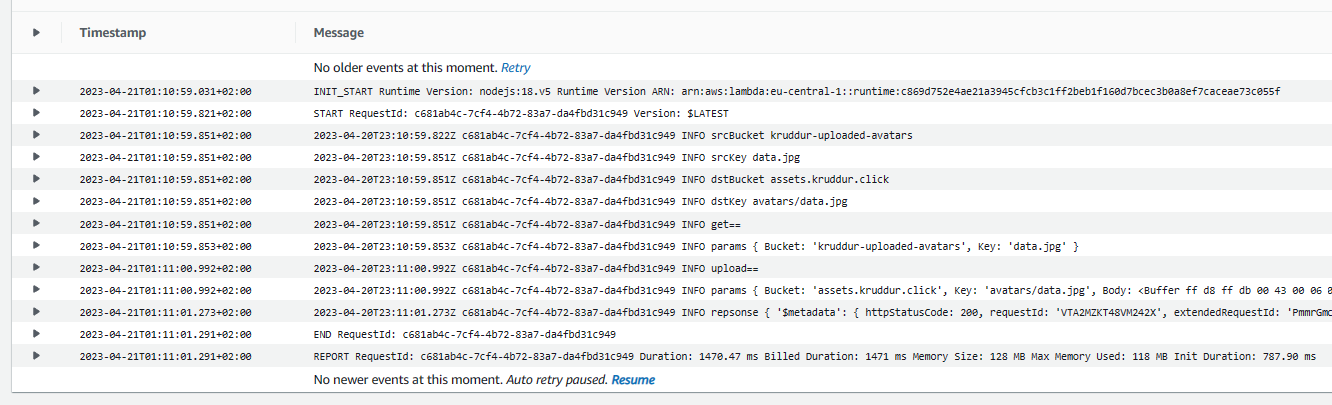 Timestamp Message
No older events at this moment. Retry
2023-04-21T01:10:59.031+02:00 INIT_START Runtime Version: nodejs:18.v5 Runtime Version ARN: arn:aws:lambda:eu-central-1::runtime:c869d752e4ae21a3945cfcb3c1ff2beb1f160d7bcec3b0a8ef7caceae73c055f
2023-04-21T01:10:59.821+02:00 START RequestId: c681ab4c-7cf4-4b72-83a7-da4fbd31c949 Version: $LATEST
2023-04-21T01:10:59.822+02:00 2023-04-20T23:10:59.822Z c681ab4c-7cf4-4b72-83a7-da4fbd31c949 INFO srcBucket kruddur-uploaded-avatars
2023-04-21T01:10:59.851+02:00 2023-04-20T23:10:59.851Z c681ab4c-7cf4-4b72-83a7-da4fbd31c949 INFO srcKey data.jpg
2023-04-21T01:10:59.851+02:00 2023-04-20T23:10:59.851Z c681ab4c-7cf4-4b72-83a7-da4fbd31c949 INFO dstBucket assets.kruddur.click
2023-04-21T01:10:59.851+02:00 2023-04-20T23:10:59.851Z c681ab4c-7cf4-4b72-83a7-da4fbd31c949 INFO dstKey avatars/data.jpg
2023-04-21T01:10:59.851+02:00 2023-04-20T23:10:59.851Z c681ab4c-7cf4-4b72-83a7-da4fbd31c949 INFO get==
2023-04-21T01:10:59.853+02:00 2023-04-20T23:10:59.853Z c681ab4c-7cf4-4b72-83a7-da4fbd31c949 INFO params { Bucket: 'kruddur-uploaded-avatars', Key: 'data.jpg' }
2023-04-21T01:11:00.992+02:00 2023-04-20T23:11:00.992Z c681ab4c-7cf4-4b72-83a7-da4fbd31c949 INFO upload==
2023-04-21T01:11:00.992+02:00 2023-04-20T23:11:00.992Z c681ab4c-7cf4-4b72-83a7-da4fbd31c949 INFO params { Bucket: 'assets.kruddur.click', Key: 'avatars/data.jpg', Body: <Buffer ff d8 ff db 00 43 00 06 0
2023-04-21T01:11:01.273+02:00 2023-04-20T23:11:01.273Z c681ab4c-7cf4-4b72-83a7-da4fbd31c949 INFO repsonse { '$metadata': { httpStatusCode: 200, requestId: 'VTA2MZKT48VM242X', extendedRequestId: 'PmmrGmc
2023-04-21T01:11:01.291+02:00 END RequestId: c681ab4c-7cf4-4b72-83a7-da4fbd31c949
2023-04-21T01:11:01.291+02:00 REPORT RequestId: c681ab4c-7cf4-4b72-83a7-da4fbd31c949 Duration: 1470.47 ms Billed Duration: 1471 ms Memory Size: 128 MB Max Memory Used: 118 MB Init Duration: 787.90 ms
No newer events at this moment. Auto retry paused. Resume